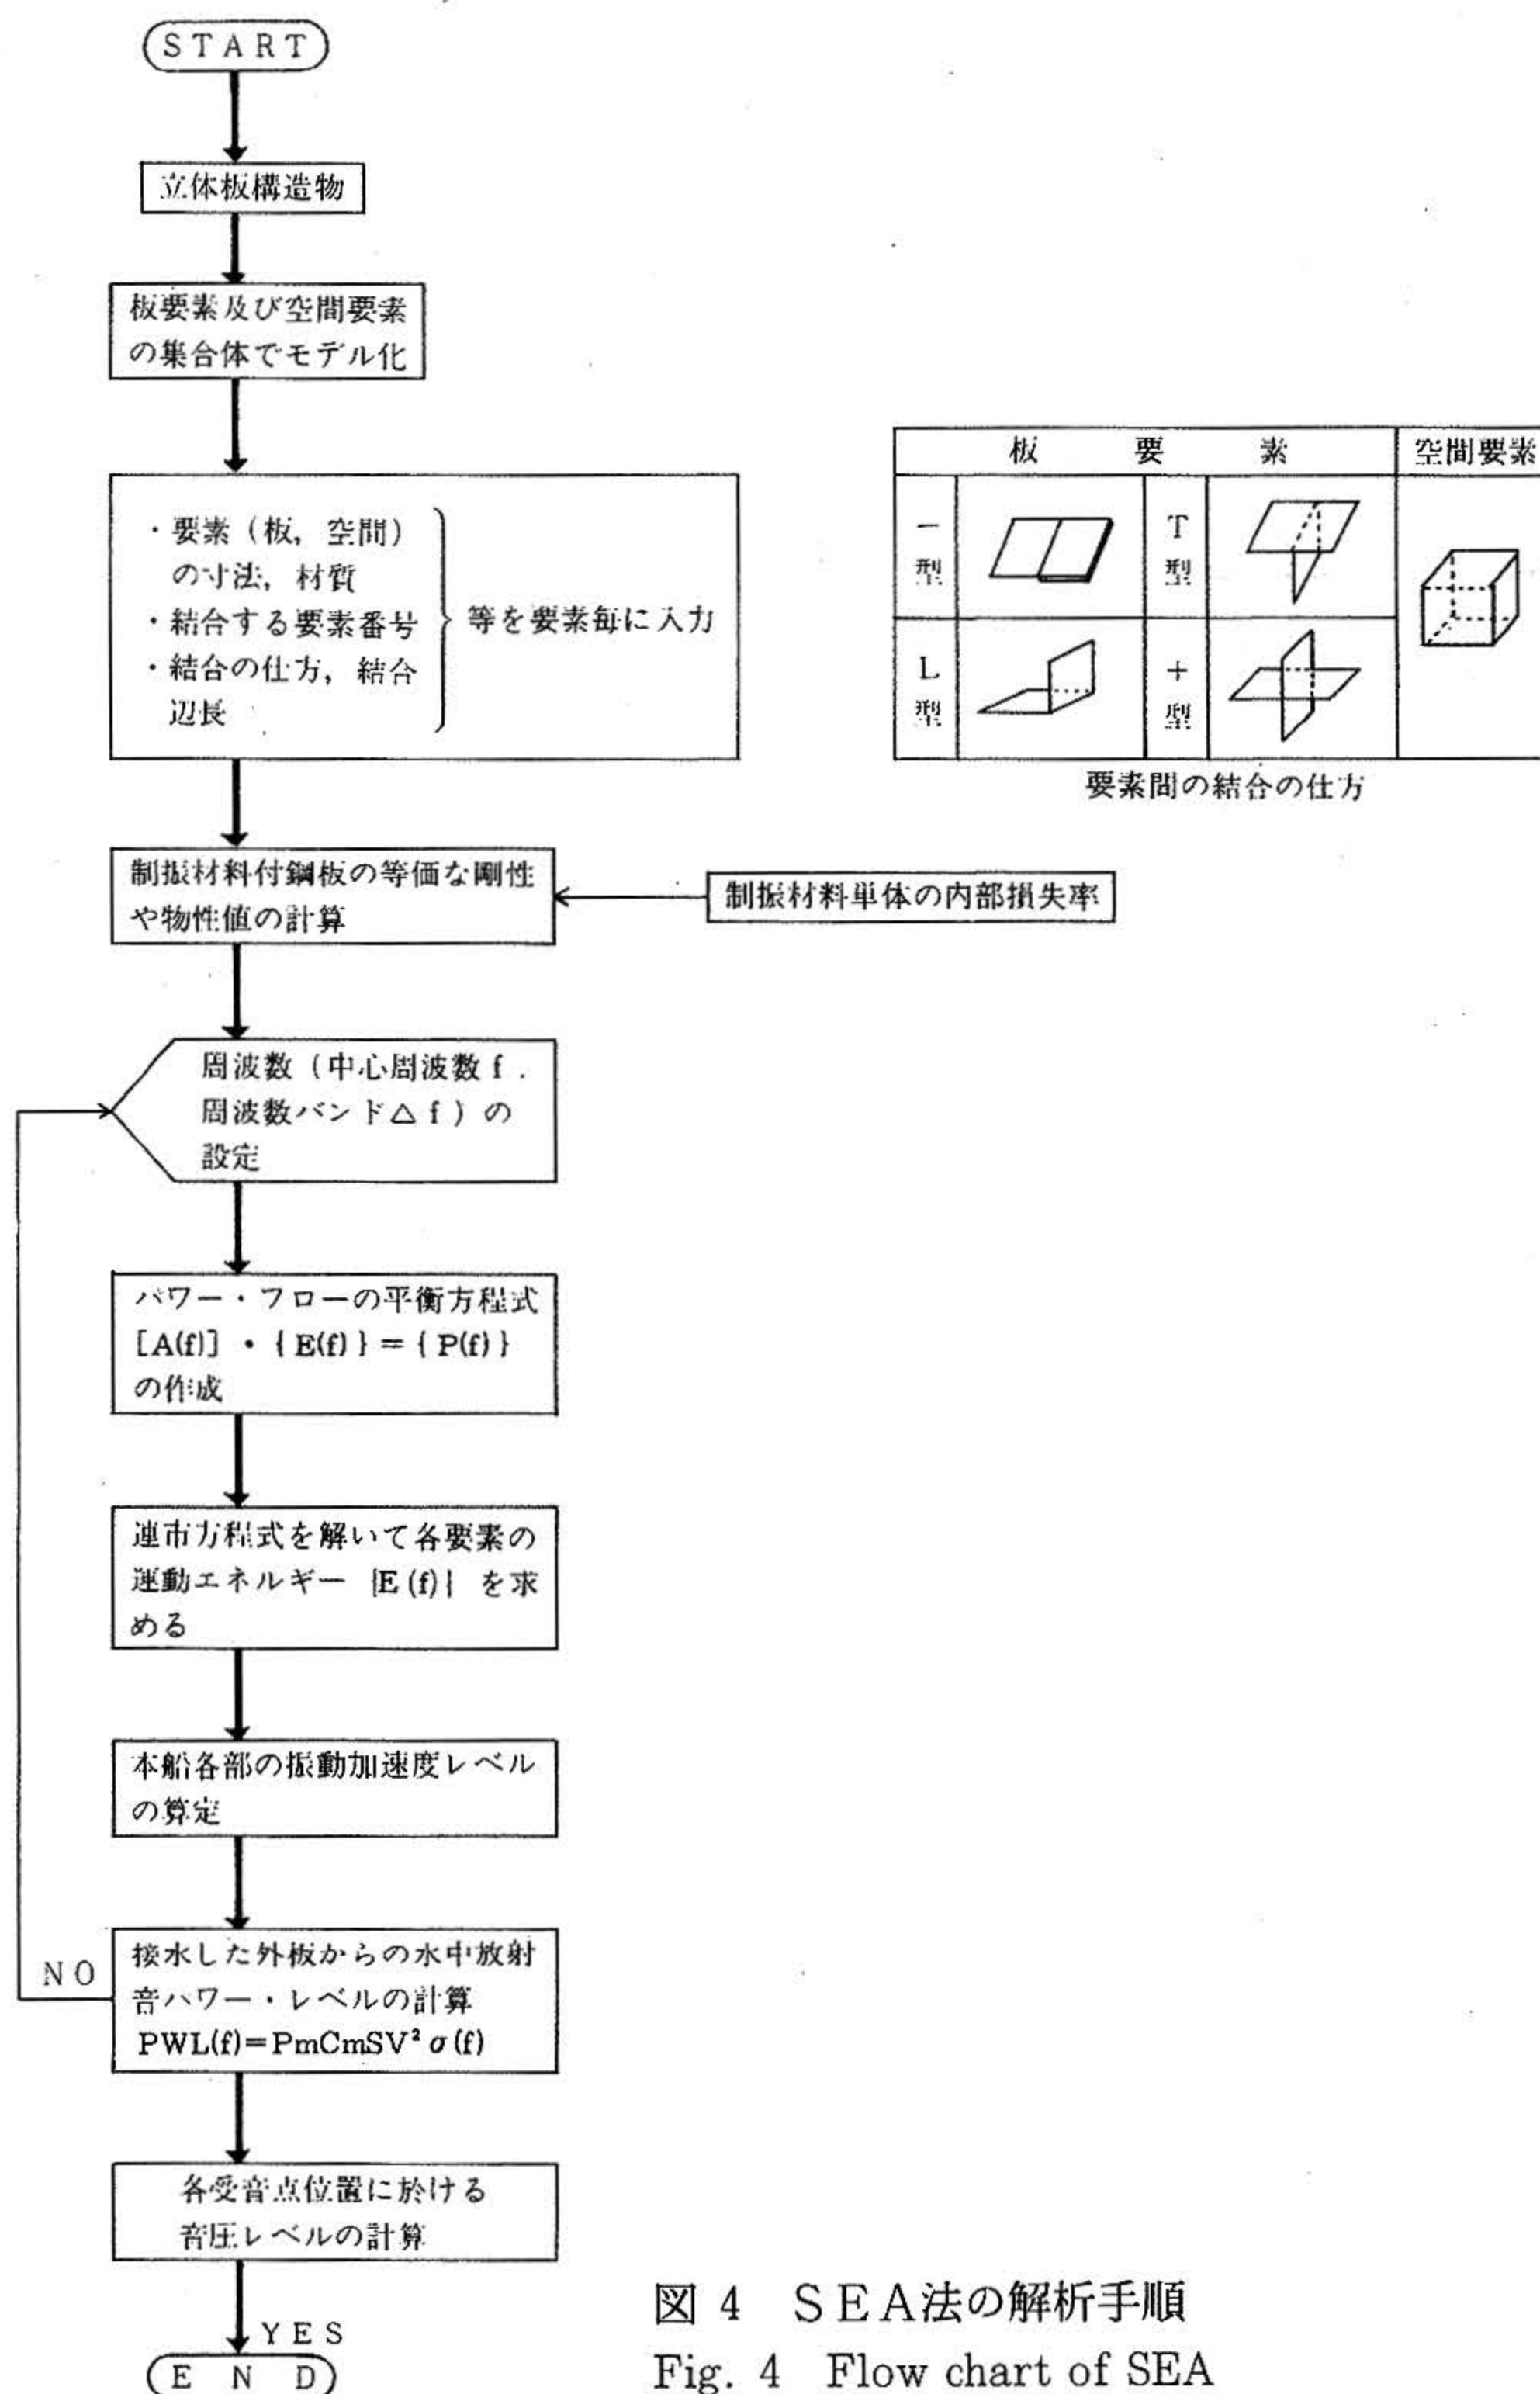 START
立体板構造物
板要素及び空間要素
の集合体でモデル化
・要素（板，空間）
の寸法，材質
・結合する要素番号
・結合の仕方，結合
辺長
等を要素毎に入力
板 要 素
空間要素
一型
T型
L型
+型
要素間の結合の仕方
制振材料付鋼板の等価な剛性
や物性値の計算
制振材料単体の内部損失率
周波数（中心周波数f．
周波数バンド△f）の
設定
パワー・フローの平衡方程式
[A(f)]・{E(f)}={P(f)}
の作成
連立方程式を解いて各要素の
運動エネルギー |E(f)| を求
める
本船各部の振動加速度レベル
の算定
接水した外板からの水中放射
音パワー・レベルの計算
PWL(f)=PmCmSV²σ(f)
NO
各受音点位置に於ける
音圧レベルの計算
YES
END
図 4 SEA法の解析手順
Fig. 4 Flow chart of SEA